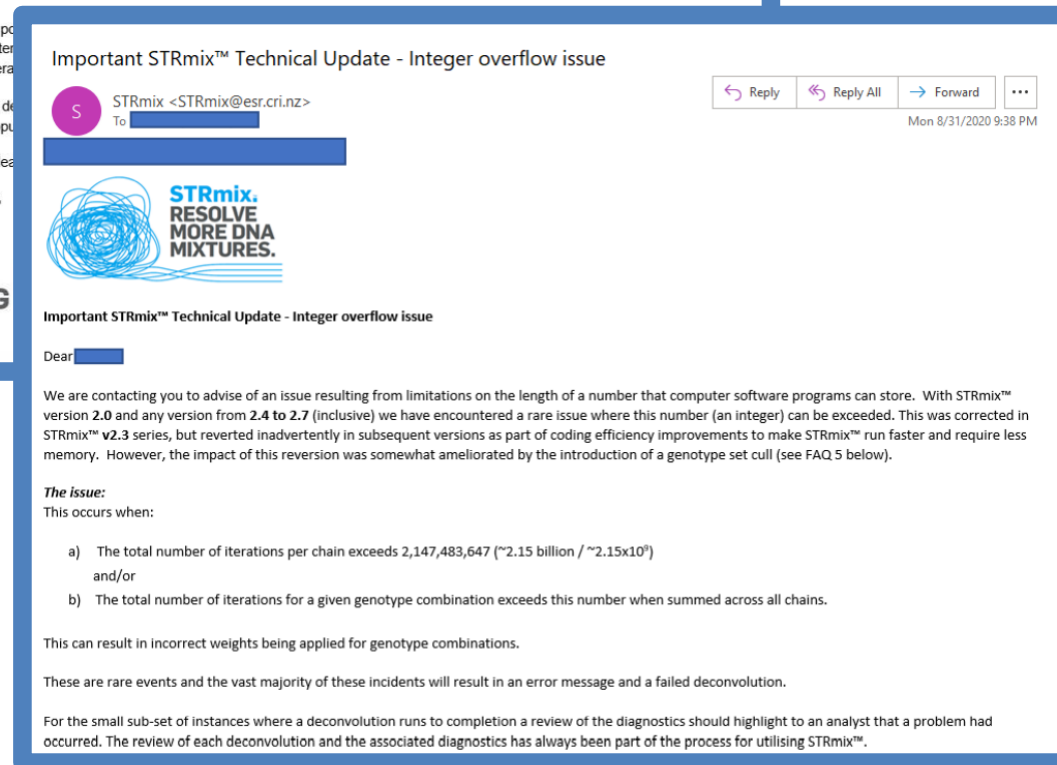 Important STRmix™ Technical Update - Integer overflow issue
S
STRmix <STRmix@esr.cri.nz>
To
Reply
Reply All
Forward
...
Mon 8/31/2020 9:38 PM
STRmix.
RESOLVE
MORE DNA
MIXTURES.
Important STRmix™ Technical Update - Integer overflow issue
Dear
We are contacting you to advise of an issue resulting from limitations on the length of a number that computer software programs can store. With STRmix™
version 2.0 and any version from 2.4 to 2.7 (inclusive) we have encountered a rare issue where this number (an integer) can be exceeded. This was corrected in
STRmix™ v2.3 series, but reverted inadvertently in subsequent versions as part of coding efficiency improvements to make STRmix™ run faster and require less
memory. However, the impact of this reversion was somewhat ameliorated by the introduction of a genotype set cull (see FAQ 5 below).
The issue:
This occurs when:
a) The total number of iterations per chain exceeds 2,147,483,647 (~2.15 billion / ~2.15x10⁹)
and/or
b) The total number of iterations for a given genotype combination exceeds this number when summed across all chains.
This can result in incorrect weights being applied for genotype combinations.
These are rare events and the vast majority of these incidents will result in an error message and a failed deconvolution.
For the small sub-set of instances where a deconvolution runs to completion a review of the diagnostics should highlight to an analyst that a problem had
occurred. The review of each deconvolution and the associated diagnostics has always been part of the process for utilising STRmix™.